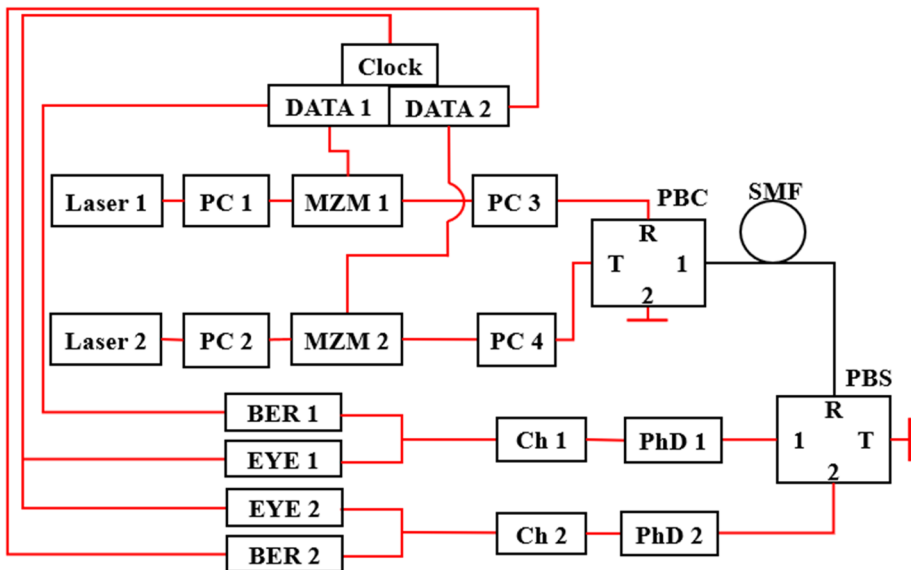 Clock
DATA 1
DATA 2
Laser 1
PC 1
MZM 1
PC 3
PBC
SMF
R
T
1
2
Laser 2
PC 2
MZM 2
PC 4
PBS
R
1
T
2
BER 1
EYE 1
Ch 1
PhD 1
EYE 2
BER 2
Ch 2
PhD 2